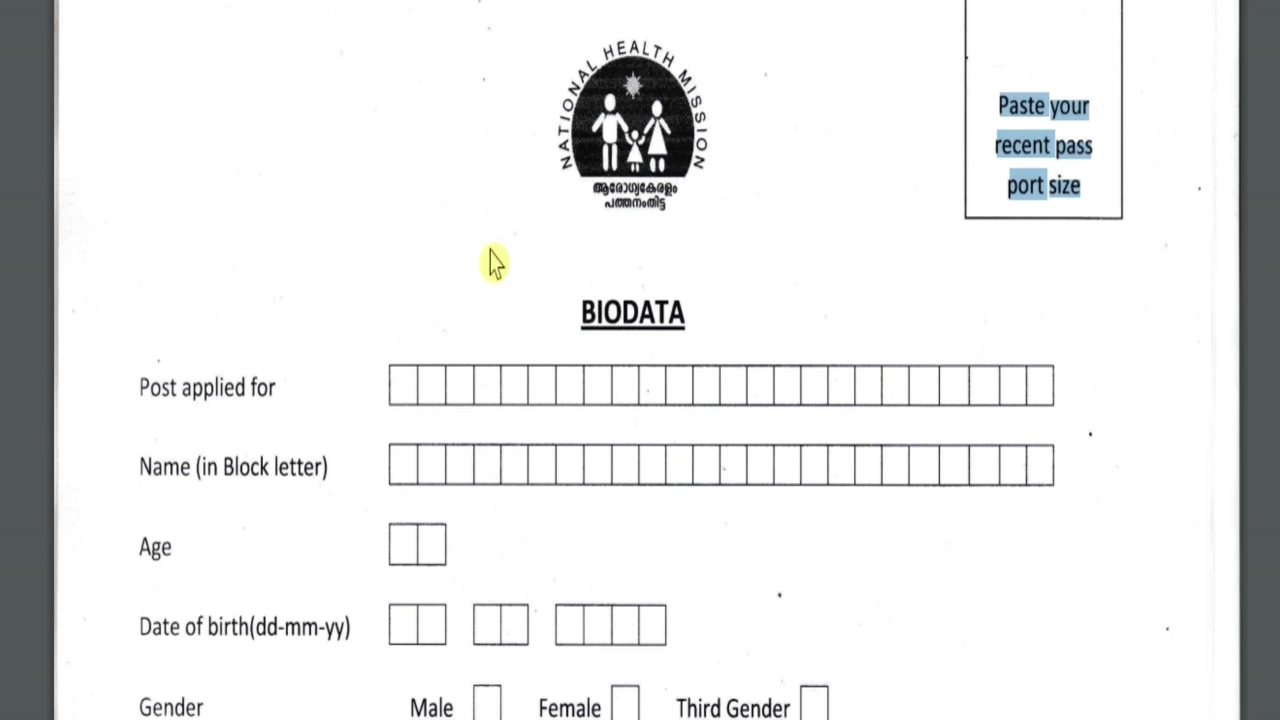 NATIONAL HEALTH MISSION
ആരോഗ്യകേരളം
പത്തനംതിട്ട
Paste your
recent pass
port size
BIODATA
Post applied for
Name (in Block letter)
Age
Date of birth(dd-mm-yy)
Gender Male Female Third Gender